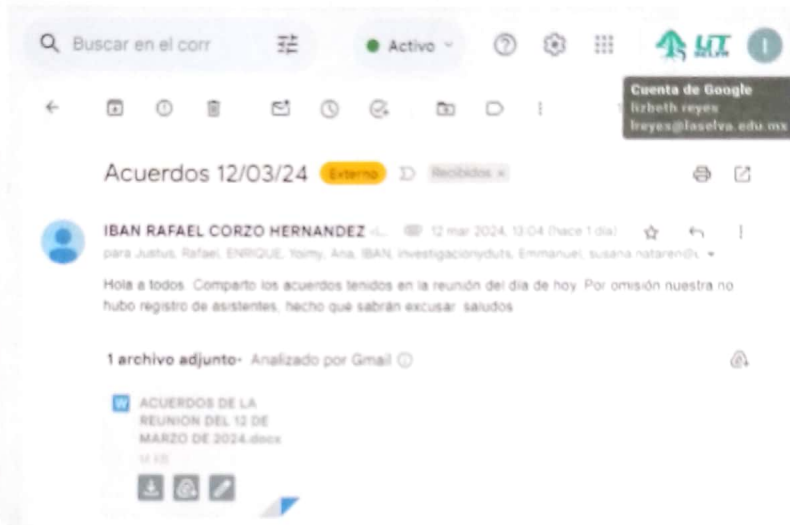 Buscar en el corr
Activo
UT
SELVA
Cuenta de Google
lizbeth reyes
lreyes@laselva.edu.mx
Acuerdos 12/03/24 Externo Recibidos x
IBAN RAFAEL CORZO HERNANDEZ 12 mar 2024, 13:04 (hace 1 día)
para Justus, Rafael, ENRIQUE, Yoimy, Ana, IBAN, investigacionyduts, Emmanuel, susana
Hola a todos. Comparto los acuerdos tenidos en la reunión del día de hoy. Por omisión nuestra no
hubo registro de asistentes, hecho que sabrán excusar. saludos
1 archivo adjunto• Analizado por Gmail
W ACUERDOS DE LA
REUNION DEL 12 DE
MARZO DE 2024.docx